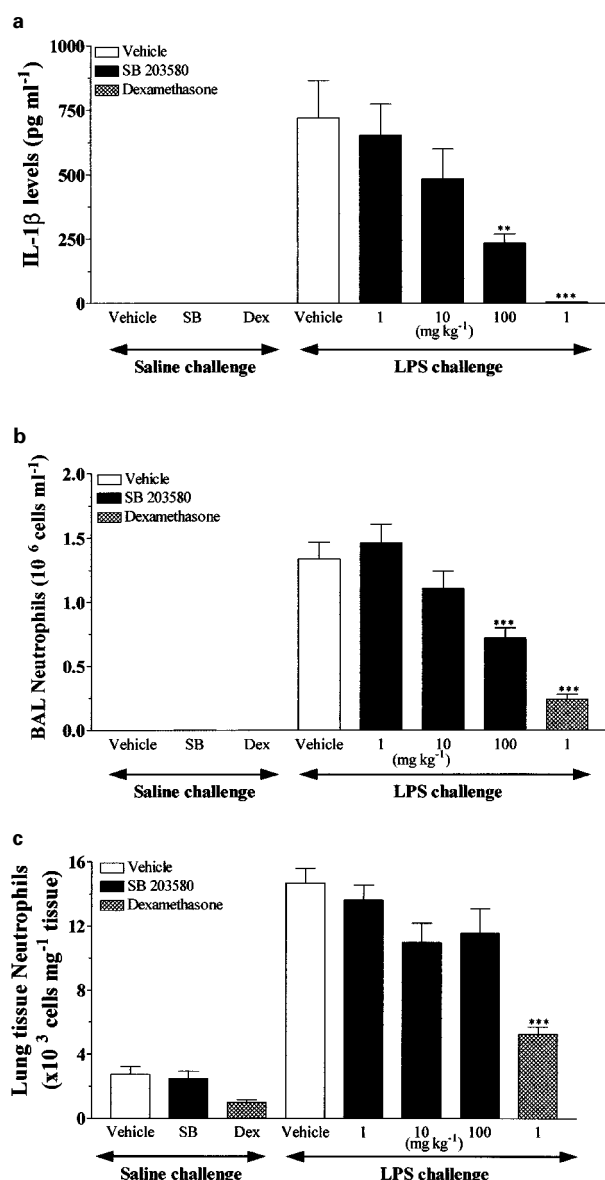 a
IL-1β levels (pg ml⁻¹)
1000
750
500
250
0
Vehicle
SB 203580
Dexamethasone
**
***
Vehicle SB Dex Vehicle 1 10 100 1
(mg kg⁻¹)
Saline challenge LPS challenge
b
BAL Neutrophils (10⁶ cells ml⁻¹)
2.0
1.5
1.0
0.5
0.0
Vehicle
SB 203580
Dexamethasone
***
***
Vehicle SB Dex Vehicle 1 10 100 1
(mg kg⁻¹)
Saline challenge LPS challenge
c
Lung tissue Neutrophils
(x10³ cells mg⁻¹ tissue)
16
12
8
4
0
Vehicle
SB 203580
Dexamethasone
***
Vehicle SB Dex Vehicle 1 10 100 1
(mg kg⁻¹)
Saline challenge LPS challenge